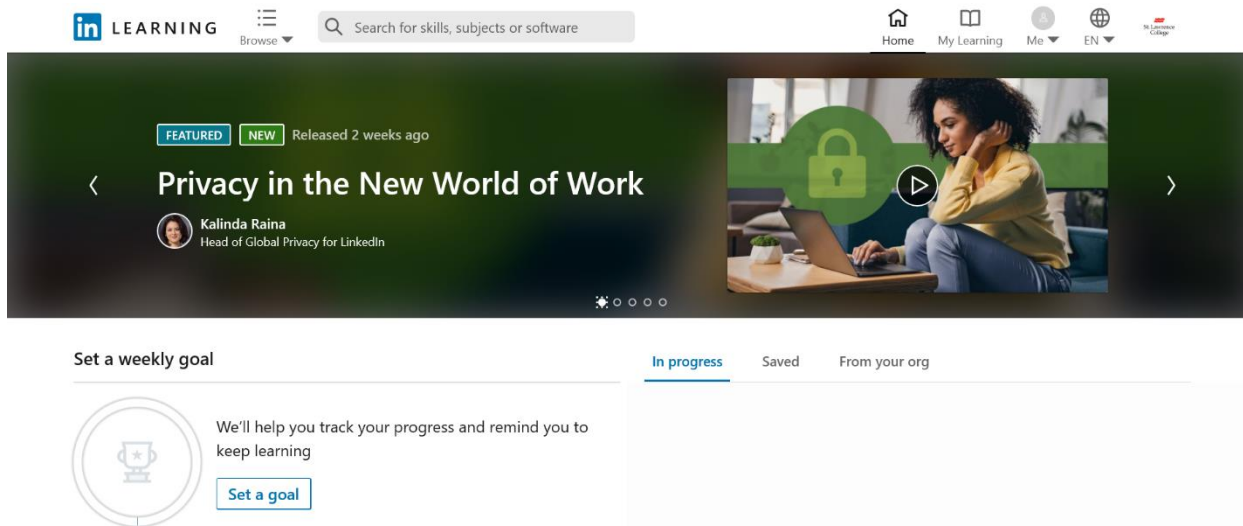 in LEARNING
Browse
Search for skills, subjects or software
Home
My Learning
Me
EN
St. Lawrence
College
FEATURED NEW Released 2 weeks ago
Privacy in the New World of Work
Kalinda Raina
Head of Global Privacy for LinkedIn
Set a weekly goal
In progress Saved From your org
We'll help you track your progress and remind you to
keep learning
Set a goal